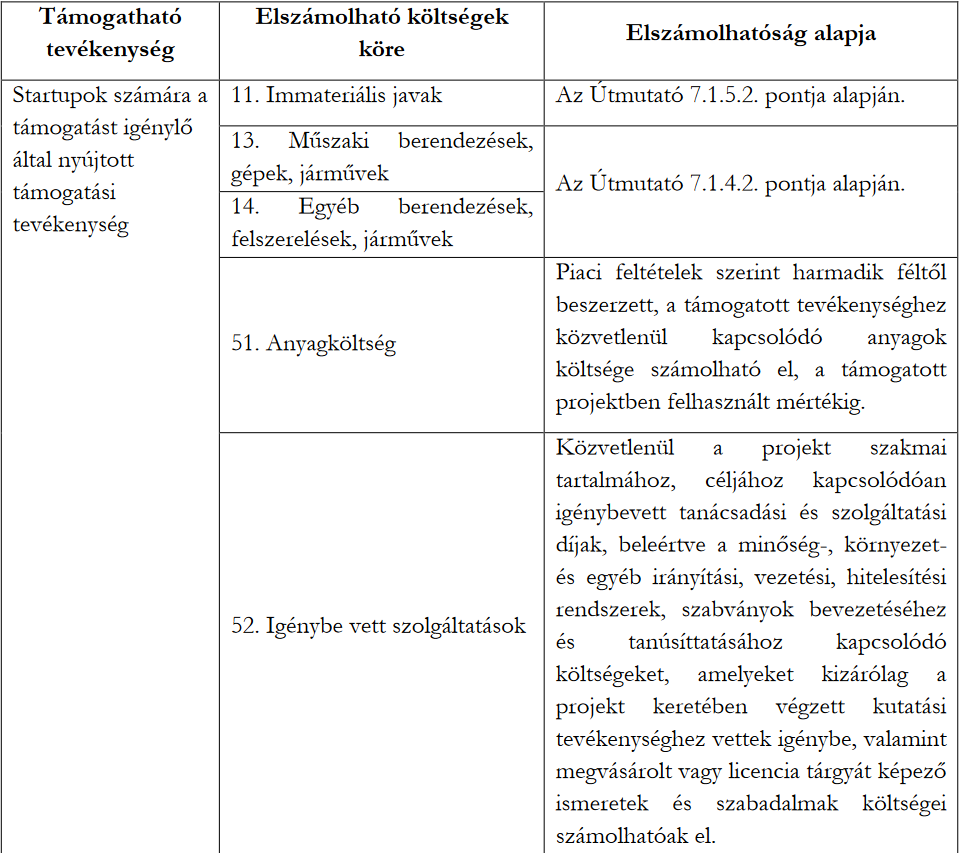 Támogatható
tevékenység
Elszámolható költségek
köre
Elszámolhatóság alapja
Startupok számára a
támogatást igénylő
által nyújtott
támogatási
tevékenység
11. Immateriális javak
Az Útmutató 7.1.5.2. pontja alapján.
13. Műszaki berendezések,
gépek, járművek
14. Egyéb berendezések,
felszerelések, járművek
Az Útmutató 7.1.4.2. pontja alapján.
51. Anyagköltség
Piaci feltételek szerint harmadik féltől
beszerzett, a támogatott tevékenységhez
közvetlenül kapcsolódó anyagok
költsége számolható el, a támogatott
projektben felhasznált mértékig.
52. Igénybe vett szolgáltatások
Közvetlenül a projekt szakmai
tartalmához, céljához kapcsolódóan
igénybevett tanácsadási és szolgáltatási
díjak, beleértve a minőség-, környezet-
és egyéb irányítási, vezetési, hitelesítési
rendszerek, szabványok bevezetéséhez
és tanúsíttatásához kapcsolódó
költségeket, amelyeket kizárólag a
projekt keretében végzett kutatási
tevékenységhez vettek igénybe, valamint
megvásárolt vagy licencia tárgyát képező
ismeretek és szabadalmak költségei
számolhatóak el.